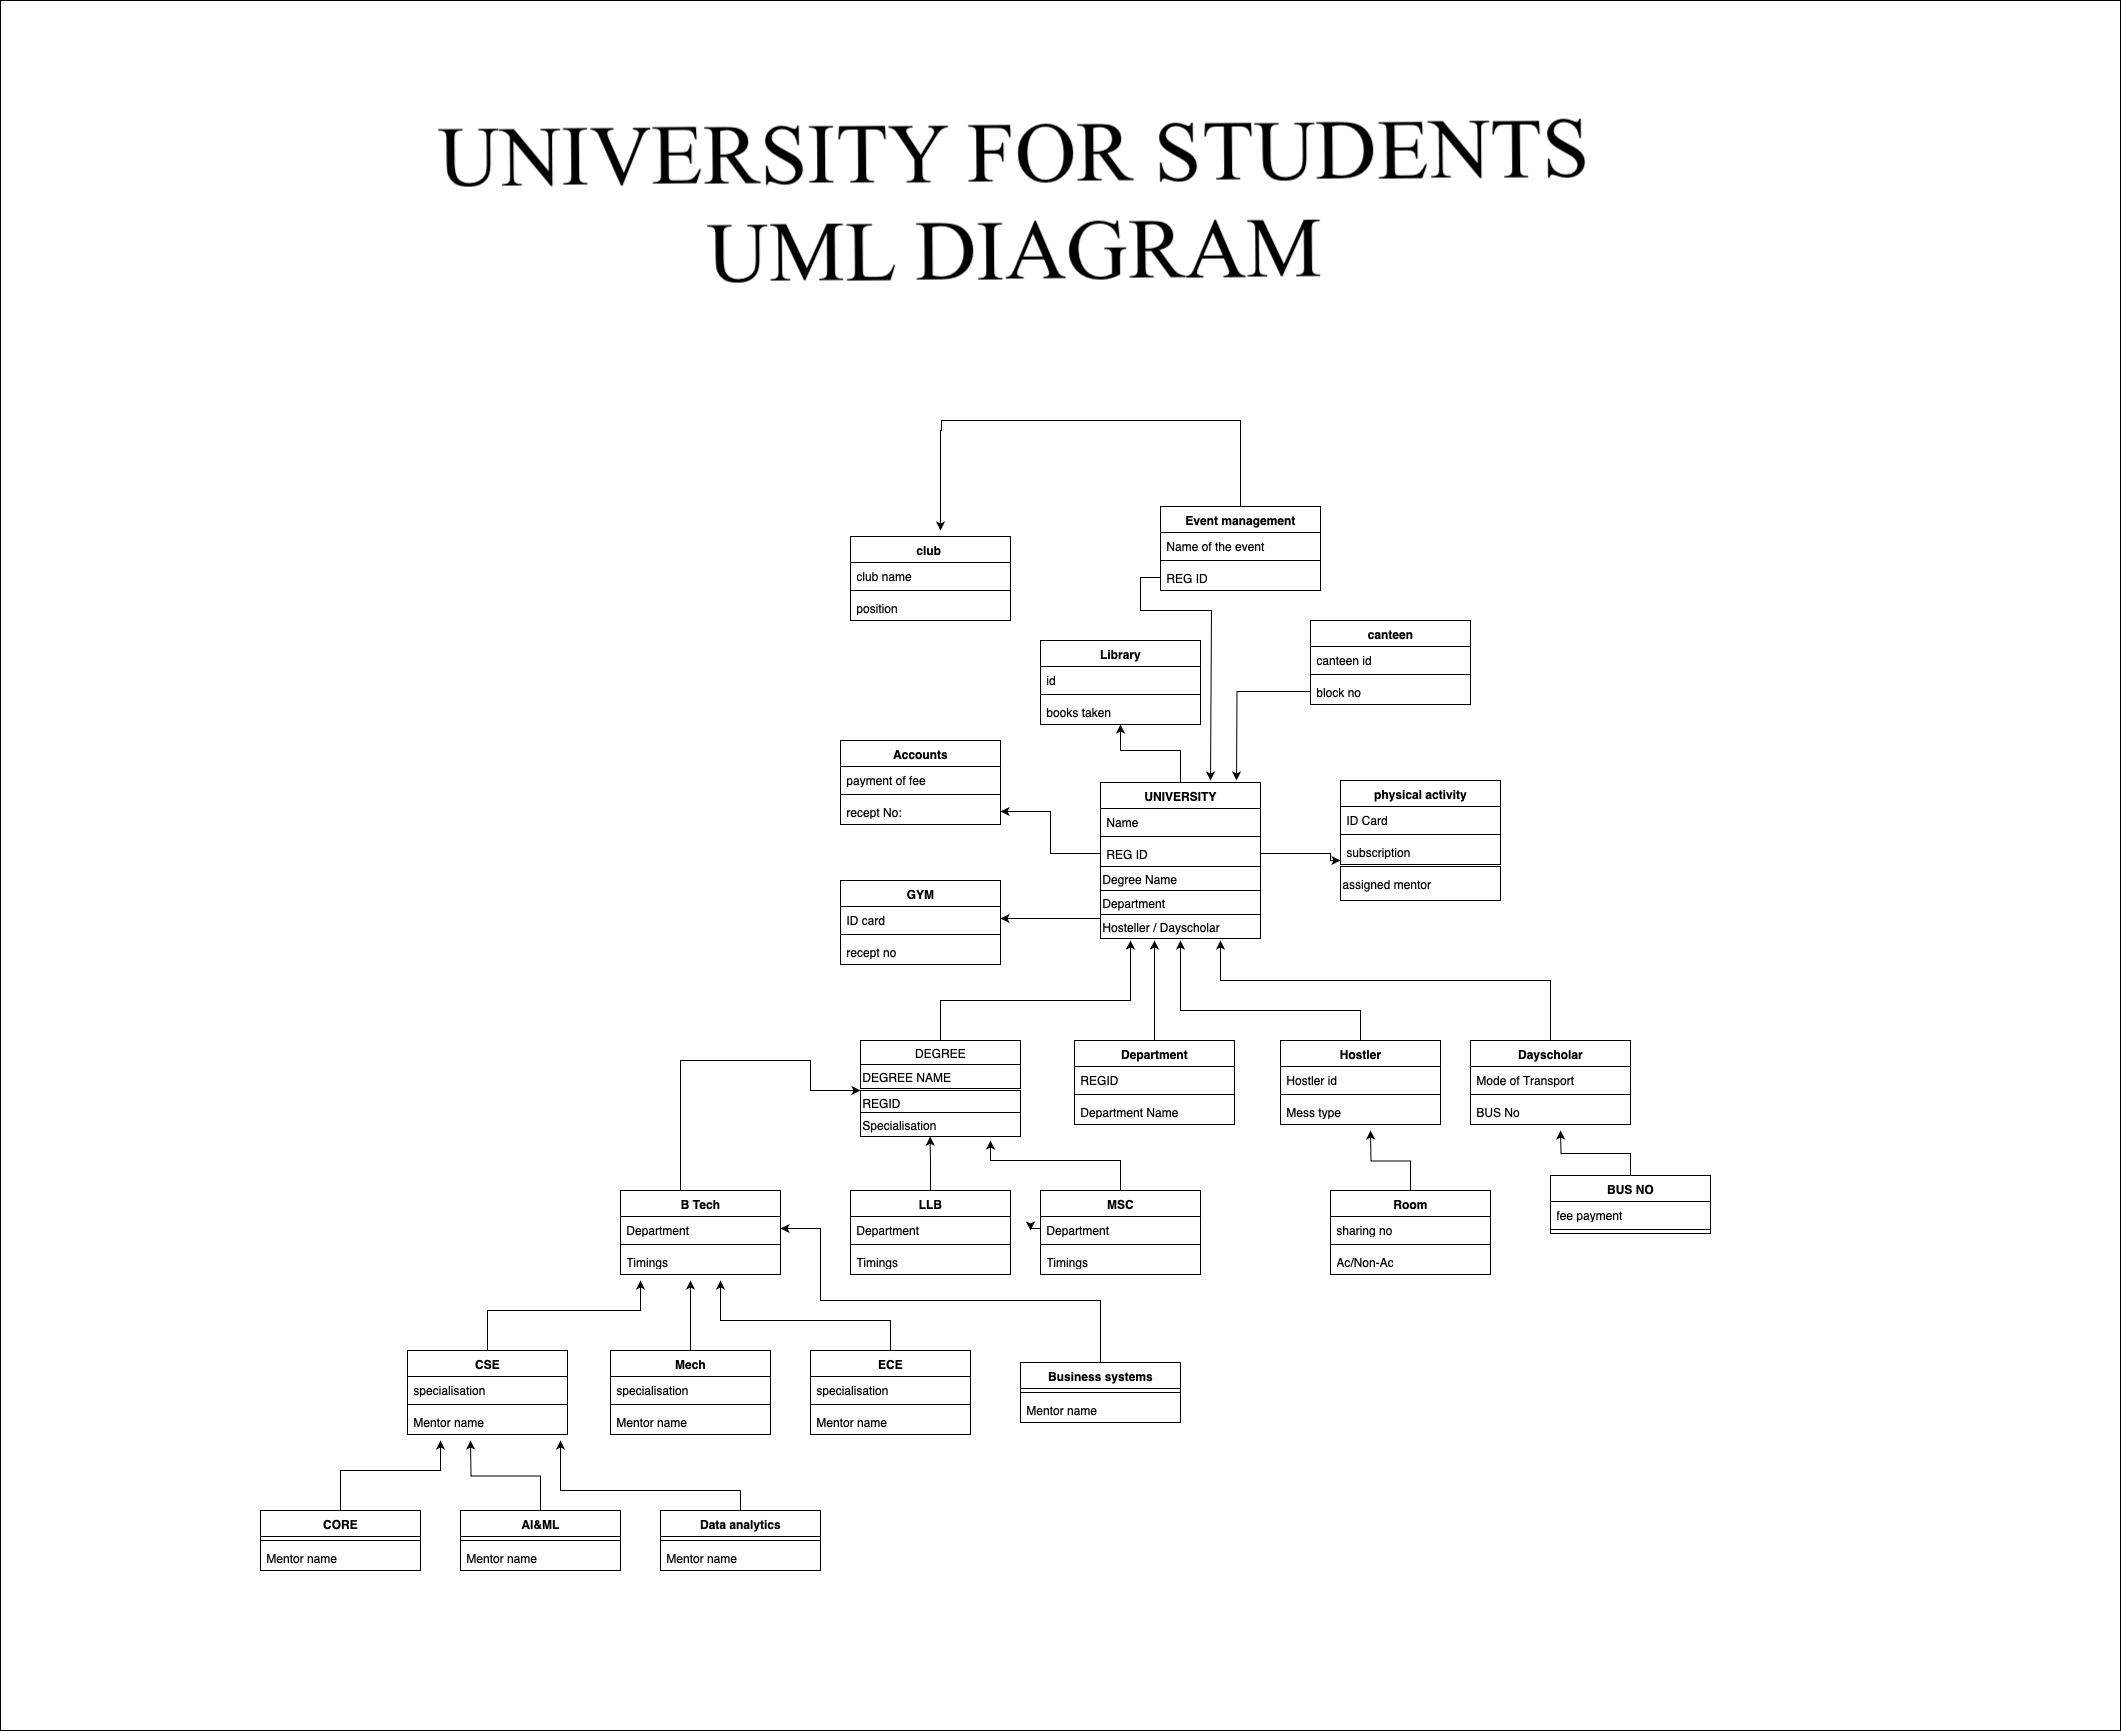 UNIVERSITY FOR STUDENTS
UML DIAGRAM
Event management
Name of the event
REG ID
club
club name
position
canteen
canteen id
block no
Library
id
books taken
Accounts
payment of fee
recept No:
UNIVERSITY
Name
REG ID
Degree Name
Department
Hosteller / Dayscholar
physical activity
ID Card
subscription
assigned mentor
GYM
ID card
recept no
DEGREE
DEGREE NAME
REGID
Specialisation
Department
REGID
Department Name
Hostler
Hostler id
Mess type
Dayscholar
Mode of Transport
BUS No
B Tech
Department
Timings
LLB
Department
Timings
MSC
Department
Timings
Room
sharing no
Ac/Non-Ac
BUS NO
fee payment
CSE
specialisation
Mentor name
Mech
specialisation
Mentor name
ECE
specialisation
Mentor name
Business systems
Mentor name
CORE
Mentor name
AI&ML
Mentor name
Data analytics
Mentor name